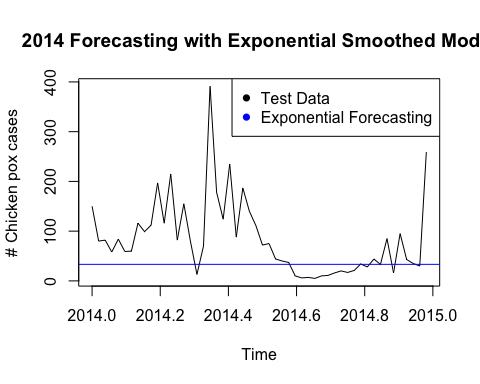 2014 Forecasting with Exponential Smoothed Mod
# Chicken pox cases
400
300
200
100
0
Test Data
Exponential Forecasting
2014.0 2014.2 2014.4 2014.6 2014.8 2015.0
Time